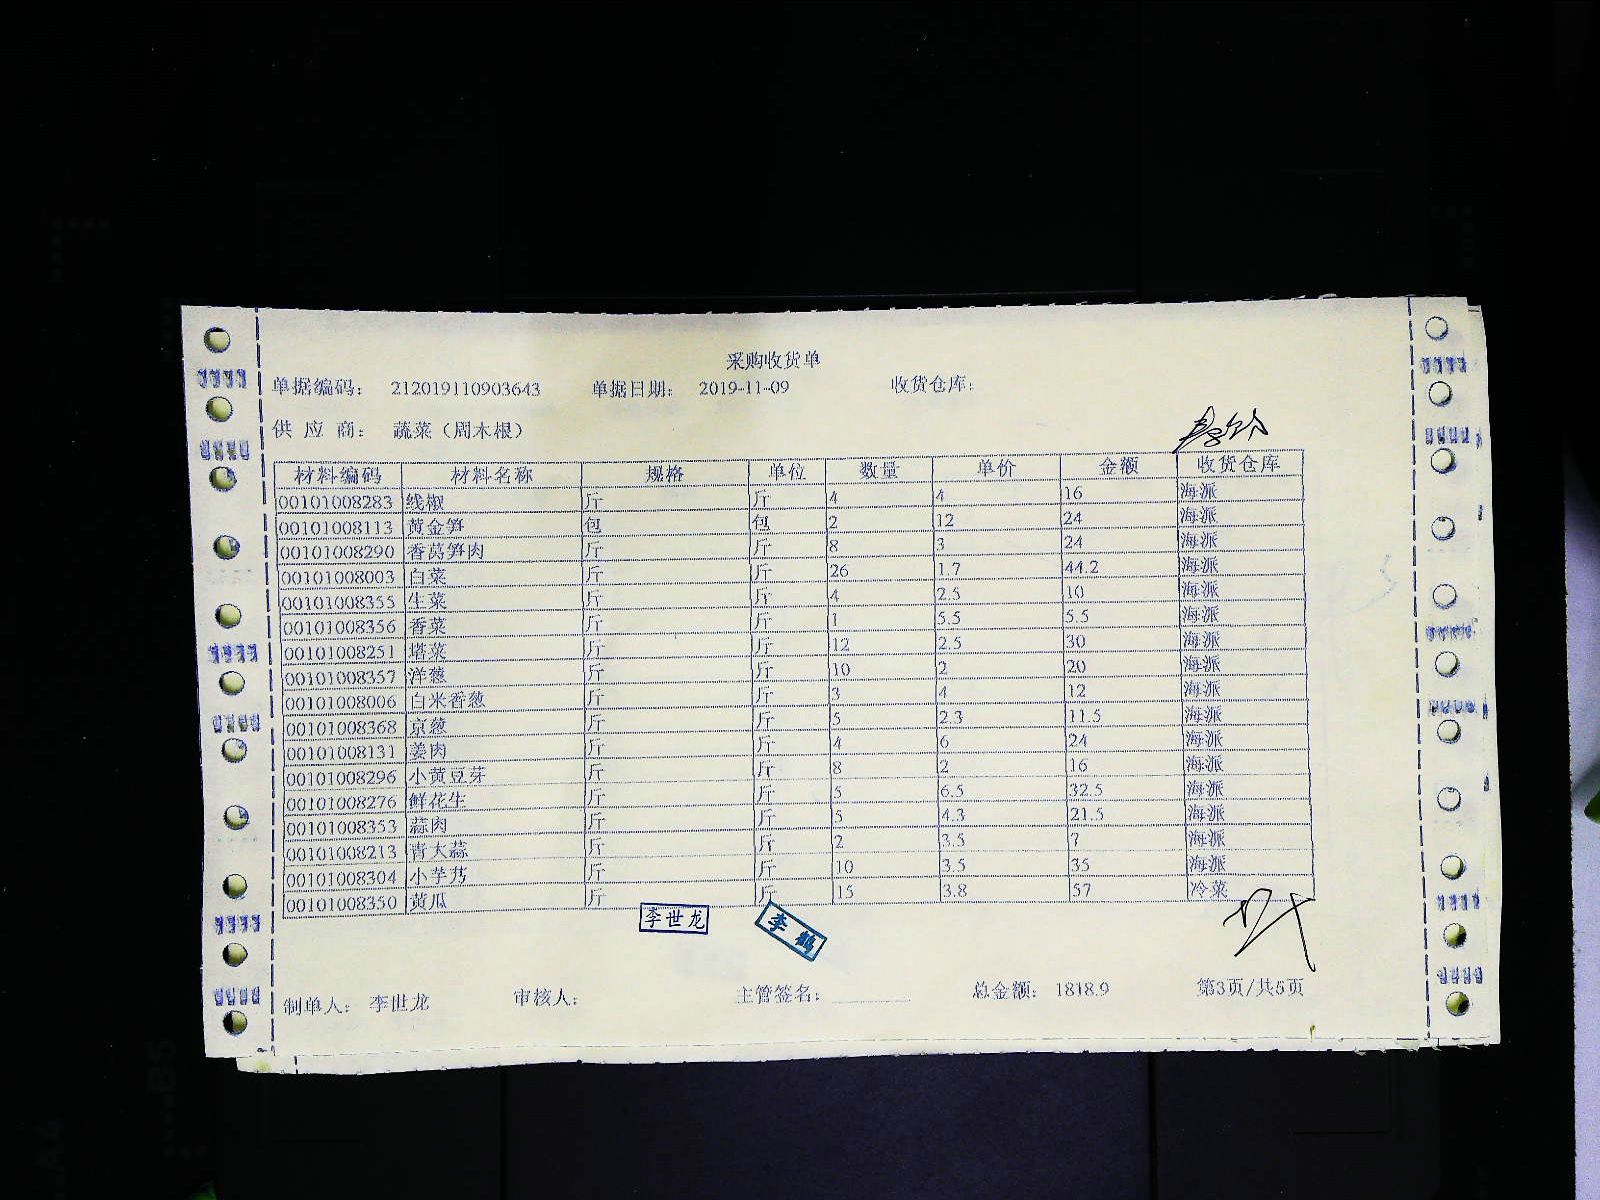 采购收货单
单据编码： 212019110903643 单据日期： 2019-11-09 收货仓库：
供 应 商： 蔬菜（周木根）
材料编码 材料名称 规格 单位 数量 单价 金额 收货仓库
00101008283 线椒 斤 斤 4 4 16 海派
00101008113 黄金笋 包 包 2 12 24 海派
00101008290 香莴笋肉 斤 斤 8 3 24 海派
00101008003 白菜 斤 斤 26 1.7 44.2 海派
00101008355 生菜 斤 斤 4 2.5 10 海派
00101008356 香菜 斤 斤 1 5.5 5.5 海派
00101008251 塔菜 斤 斤 12 2.5 30 海派
00101008357 洋葱 斤 斤 10 2 20 海派
00101008006 白米香葱 斤 斤 3 4 12 海派
00101008368 京葱 斤 斤 5 2.3 11.5 海派
00101008131 姜肉 斤 斤 4 6 24 海派
00101008296 小黄豆芽 斤 斤 8 2 16 海派
00101008276 鲜花生 斤 斤 5 6.5 32.5 海派
00101008353 蒜肉 斤 斤 5 4.3 21.5 海派
00101008213 青大蒜 斤 斤 2 3.5 7 海派
00101008304 小芋艿 斤 斤 10 3.5 35 海派
00101008350 黄瓜 斤 斤 15 3.8 57 冷菜
李世龙 李鹤
制单人： 李世龙 审核人： 主管签名： 总金额： 1818.9 第3页/共5页